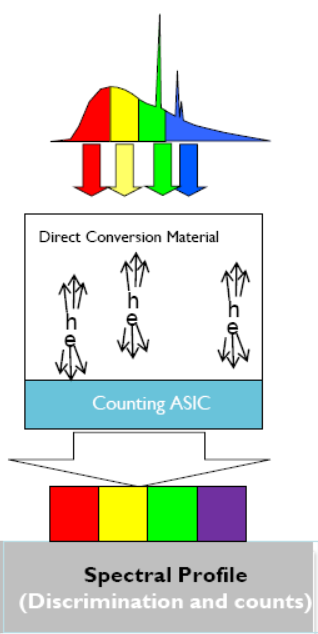 Direct Conversion Material
h
e
h
e
h
e
Counting ASIC
Spectral Profile
(Discrimination and counts)